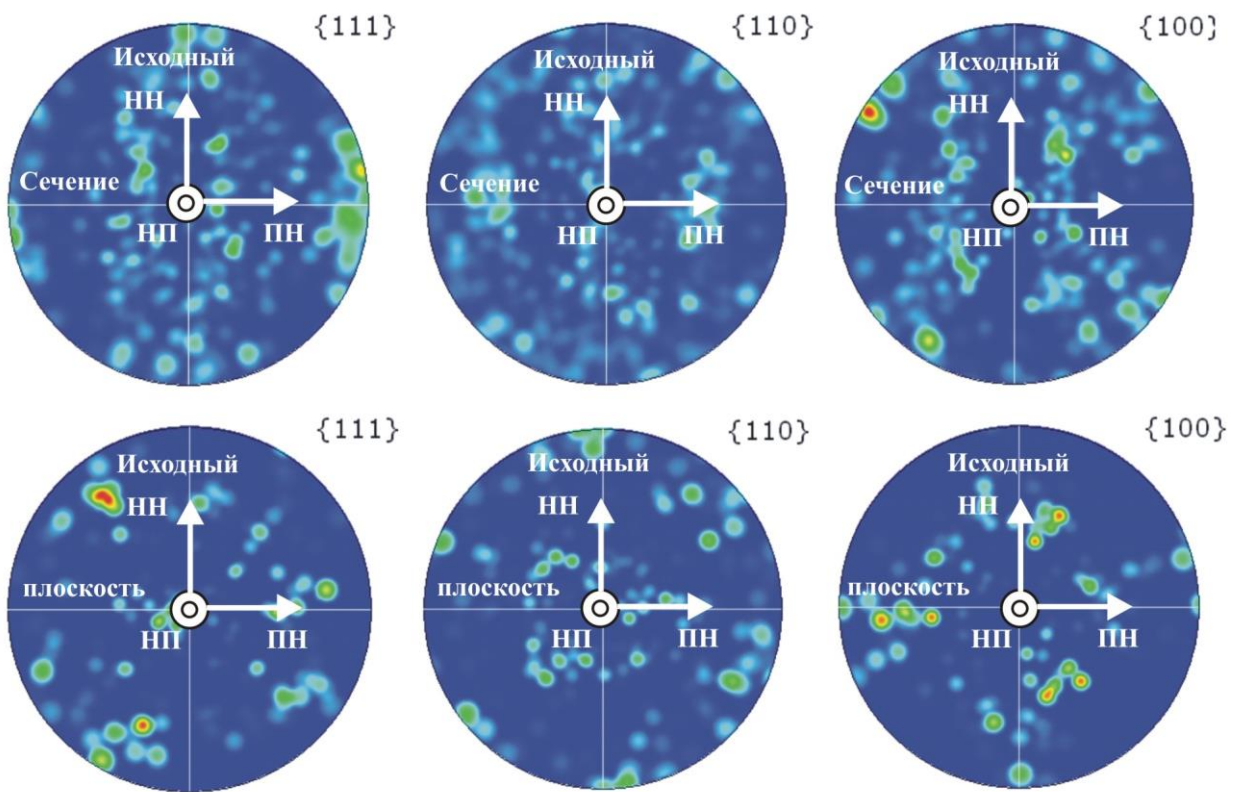 {111}
Исходный
НН
Сечение
НП
ПН
{110}
Исходный
НН
Сечение
НП
ПН
{100}
Исходный
НН
Сечение
НП
ПН
{111}
Исходный
НН
плоскость
НП
ПН
{110}
Исходный
НН
плоскость
НП
ПН
{100}
Исходный
НН
плоскость
НП
ПН